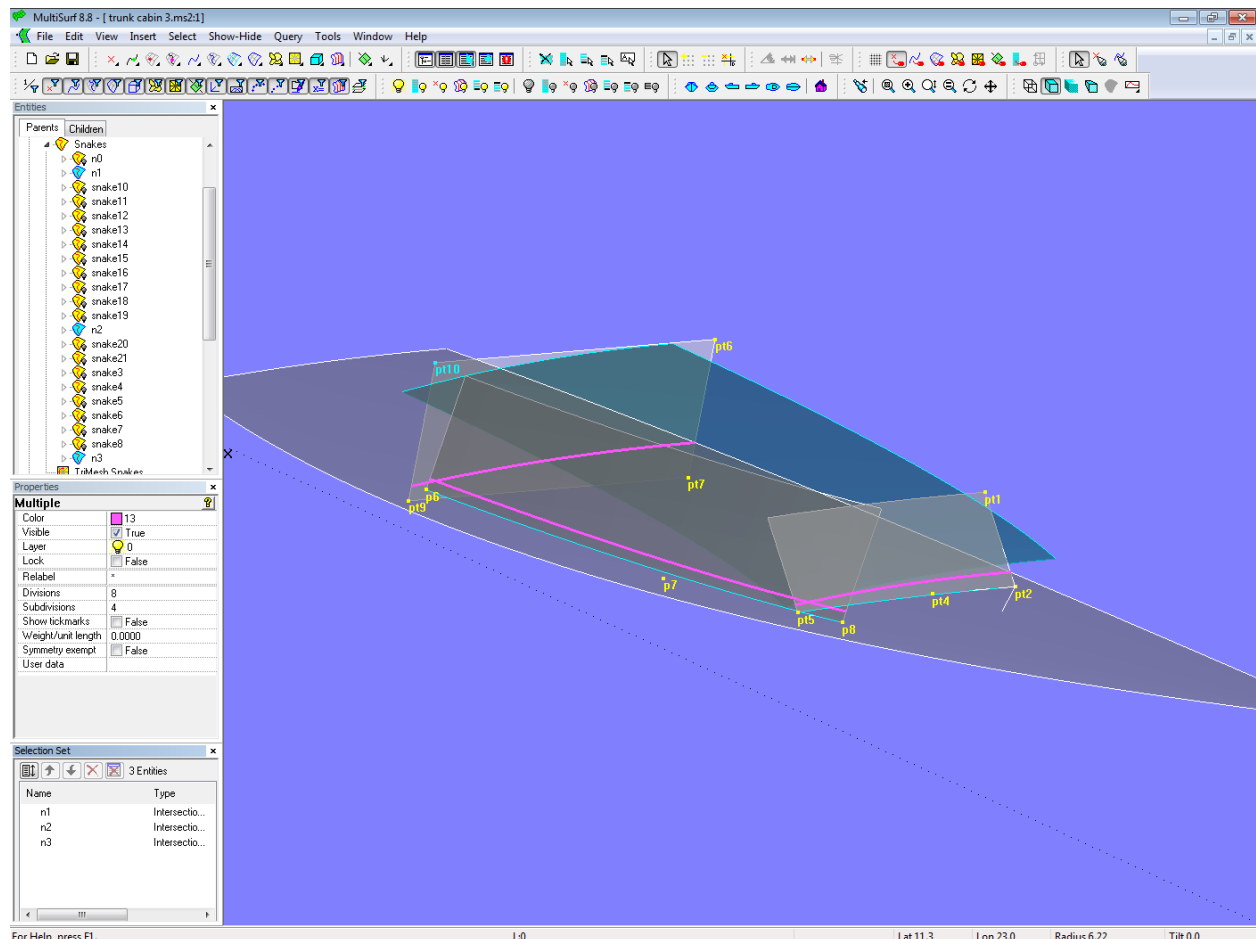 MultiSurf 8.8 - [ trunk cabin 3.ms2:1]
File Edit View Insert Select Show-Hide Query Tools Window Help
Entities
Parents Children
Snakes
n0
n1
snake10
snake11
snake12
snake13
snake14
snake15
snake16
snake17
snake18
snake19
n2
snake20
snake21
snake3
snake4
snake5
snake6
snake7
snake8
n3
TriMesh Snakes
Properties
Multiple
Color 13
Visible True
Layer 0
Lock False
Relabel *
Divisions 8
Subdivisions 4
Show tickmarks False
Weight/unit length 0.0000
Symmetry exempt False
User data
Selection Set
3 Entities
Name Type
n1 Intersectio...
n2 Intersectio...
n3 Intersectio...
pt6
pt10
X
pt7
pt1
p6
pt9
p7
pt4
pt2
pt5
p8
For Help, press F1. L:0 Lat 11.3 Lon 23.0 Radius 6.22 Tilt 0.0